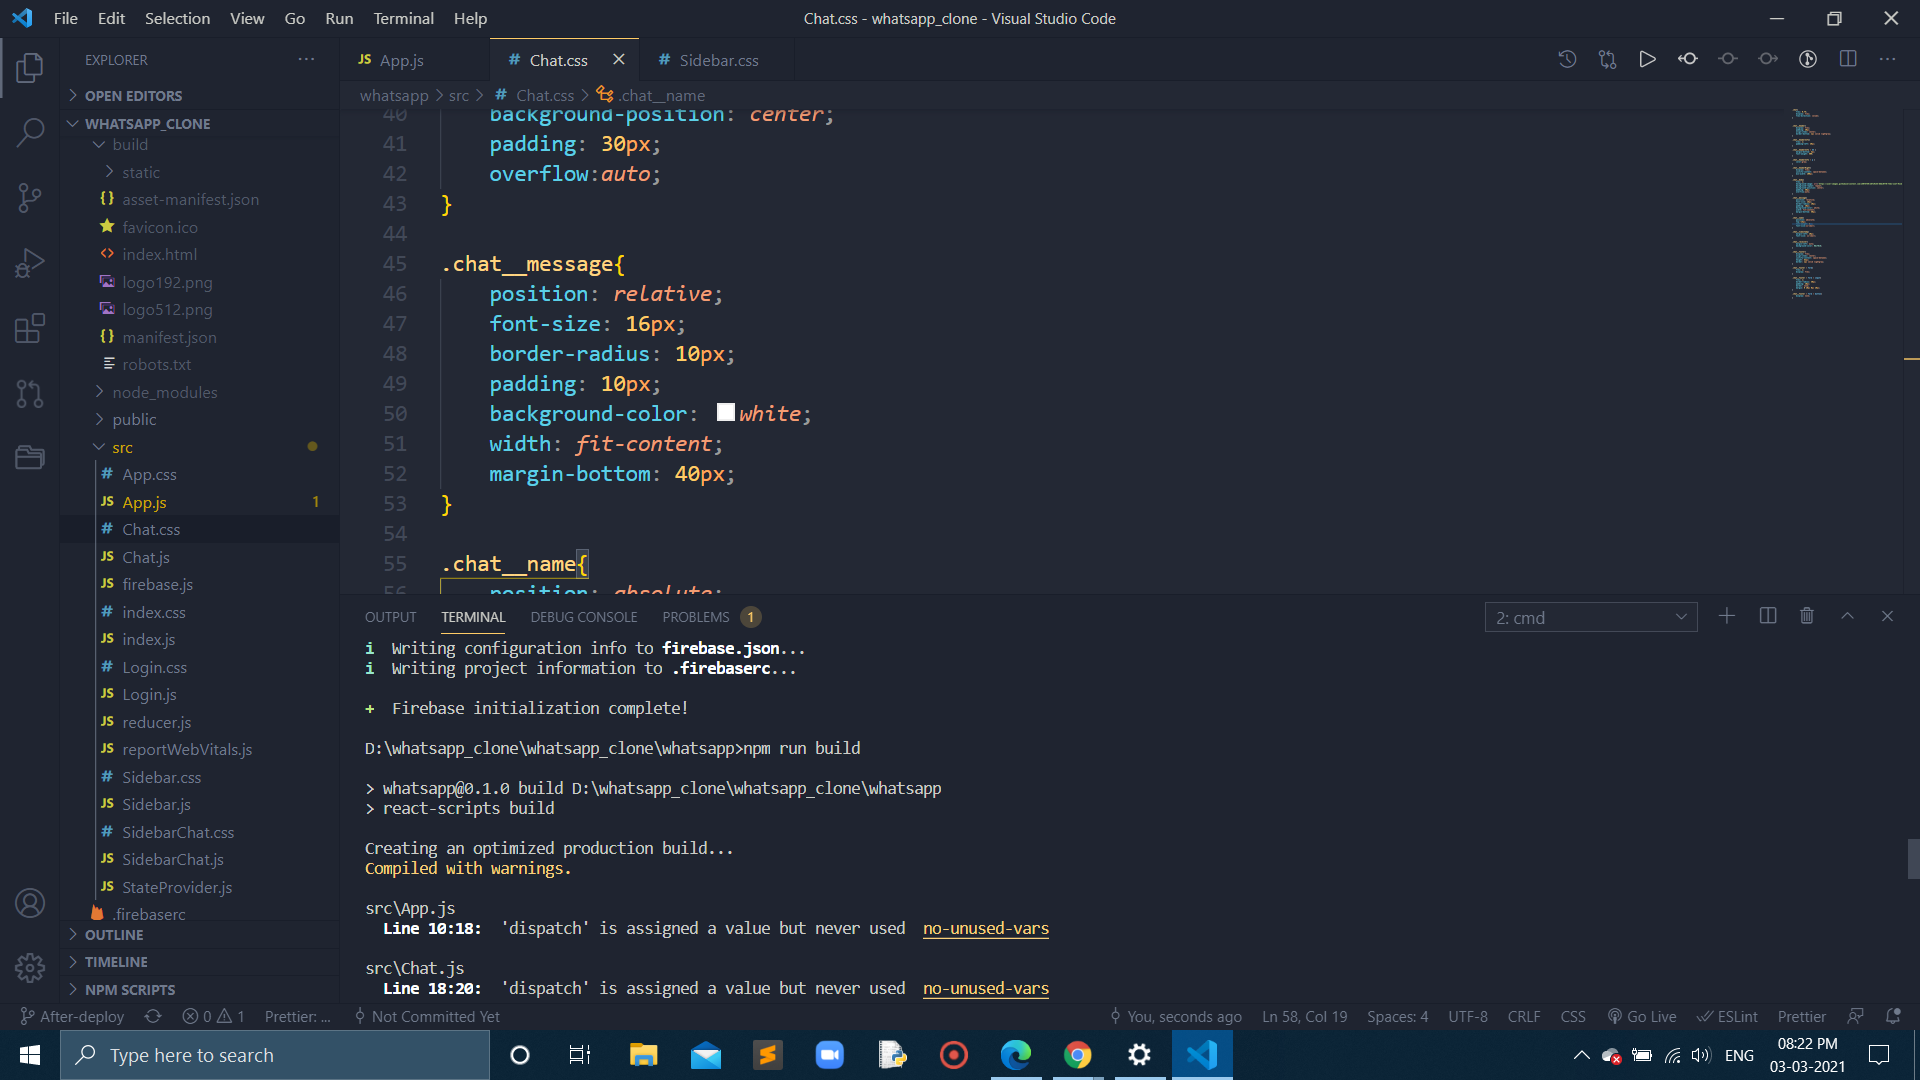 File Edit Selection View Go Run Terminal Help
Chat.css - whatsapp_clone - Visual Studio Code
EXPLORER
JS App.js
# Chat.css
# Sidebar.css
OPEN EDITORS
WHATSAPP_CLONE
build
static
{} asset-manifest.json
favicon.ico
<> index.html
logo192.png
logo512.png
{} manifest.json
robots.txt
node_modules
public
src
# App.css
JS App.js 1
# Chat.css
JS Chat.js
JS firebase.js
# index.css
JS index.js
# Login.css
JS Login.js
JS reducer.js
JS reportWebVitals.js
# Sidebar.css
JS Sidebar.js
# SidebarChat.css
JS SidebarChat.js
JS StateProvider.js
.firebaserc
OUTLINE
TIMELINE
NPM SCRIPTS
whatsapp > src > # Chat.css > .chat__name
40 background-position: center;
41 padding: 30px;
42 overflow:auto;
43 }
44
45 .chat__message{
46 position: relative;
47 font-size: 16px;
48 border-radius: 10px;
49 padding: 10px;
50 background-color: white;
51 width: fit-content;
52 margin-bottom: 40px;
53 }
54
55 .chat__name{
56 position: absolute;
OUTPUT TERMINAL DEBUG CONSOLE PROBLEMS 1
2: cmd
i Writing configuration info to firebase.json...
i Writing project information to .firebaserc...
+ Firebase initialization complete!
D:\whatsapp_clone\whatsapp_clone\whatsapp>npm run build
> whatsapp@0.1.0 build D:\whatsapp_clone\whatsapp_clone\whatsapp
> react-scripts build
Creating an optimized production build...
Compiled with warnings.
src\App.js
Line 10:18: 'dispatch' is assigned a value but never used no-unused-vars
src\Chat.js
Line 18:20: 'dispatch' is assigned a value but never used no-unused-vars
After-deploy 0 1 Prettier: ... Not Committed Yet
You, seconds ago Ln 58, Col 19 Spaces: 4 UTF-8 CRLF CSS Go Live ESLint Prettier
Type here to search
ENG
08:22 PM
03-03-2021